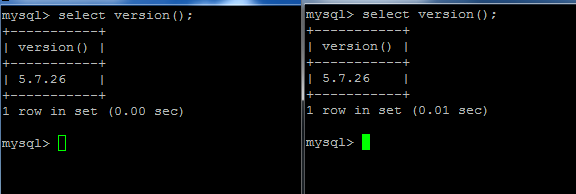 mysql> select version();
+-----------+
| version() |
+-----------+
| 5.7.26    |
+-----------+
1 row in set (0.00 sec)
mysql>
mysql> select version();
+-----------+
| version() |
+-----------+
| 5.7.26    |
+-----------+
1 row in set (0.01 sec)
mysql>